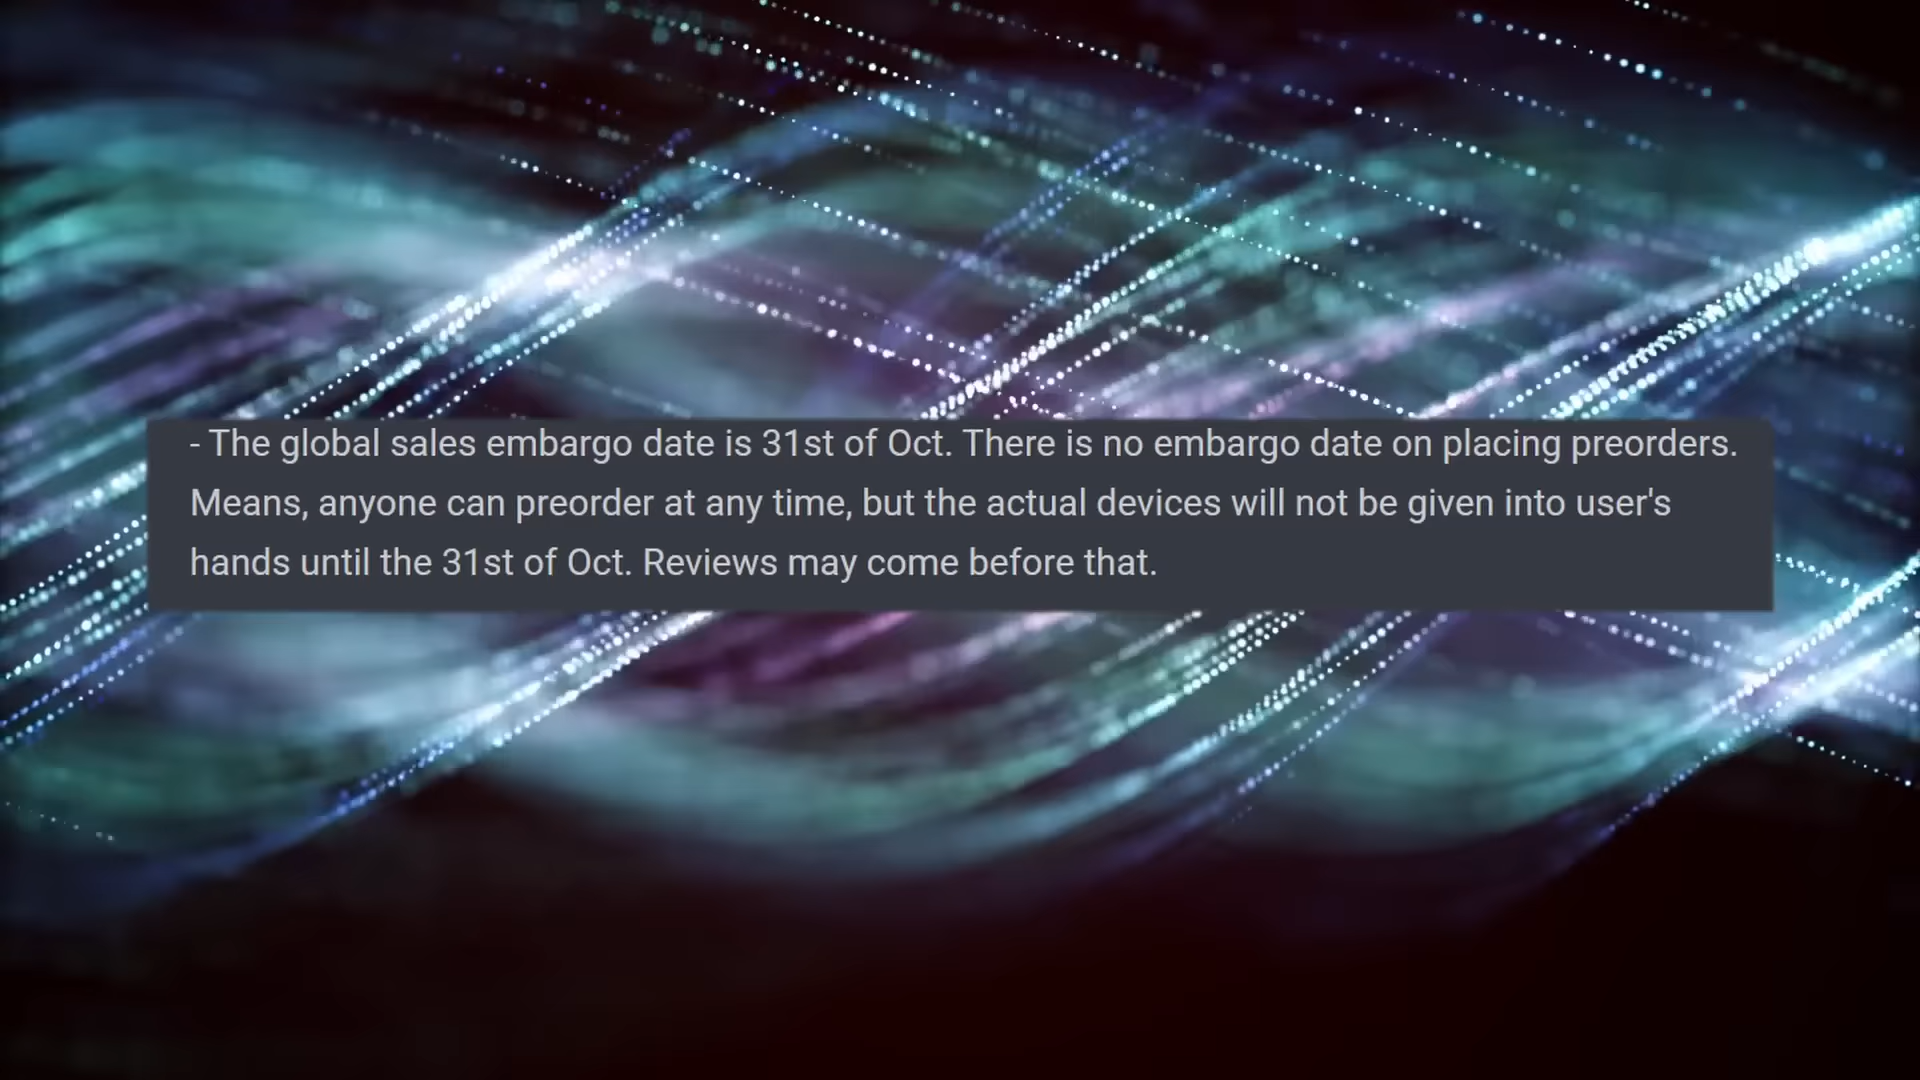 - The global sales embargo date is 31st of Oct. There is no embargo date on placing preorders.
Means, anyone can preorder at any time, but the actual devices will not be given into user's
hands until the 31st of Oct. Reviews may come before that.